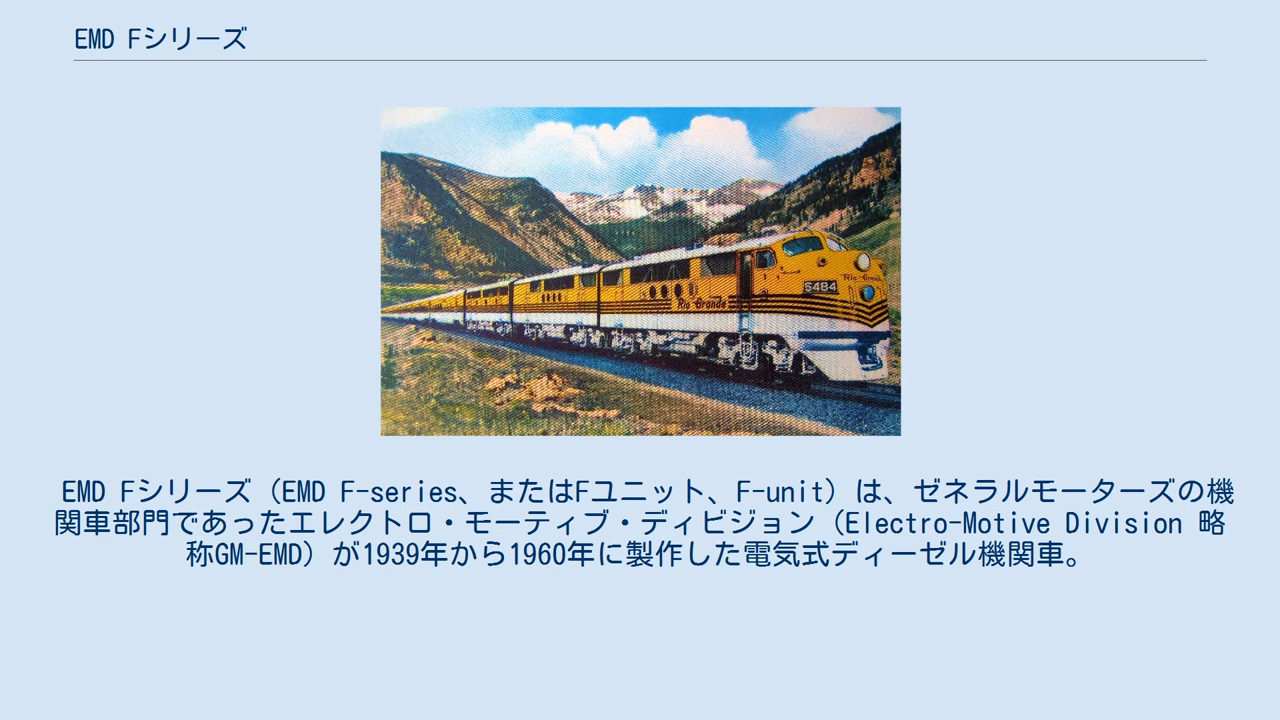 EMD Fシリーズ
Rio Grande
5484
Rio Grande
EMD Fシリーズ（EMD F-series、またはFユニット、F-unit）は、ゼネラルモーターズの機
関車部門であったエレクトロ・モーティブ・ディビジョン（Electro-Motive Division 略
称GM-EMD）が1939年から1960年に製作した電気式ディーゼル機関車。